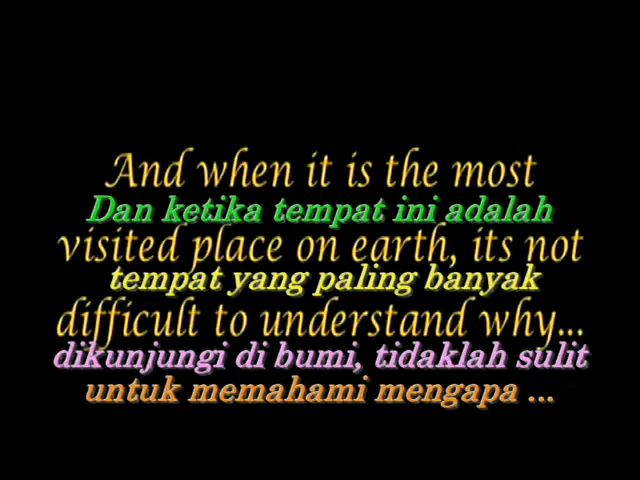 And when it is the most
Dan ketika tempat ini adalah
visited place on earth, its not
tempat yang paling banyak
difficult to understand why...
dikunjungi di bumi, tidaklah sulit
untuk memahami mengapa ...